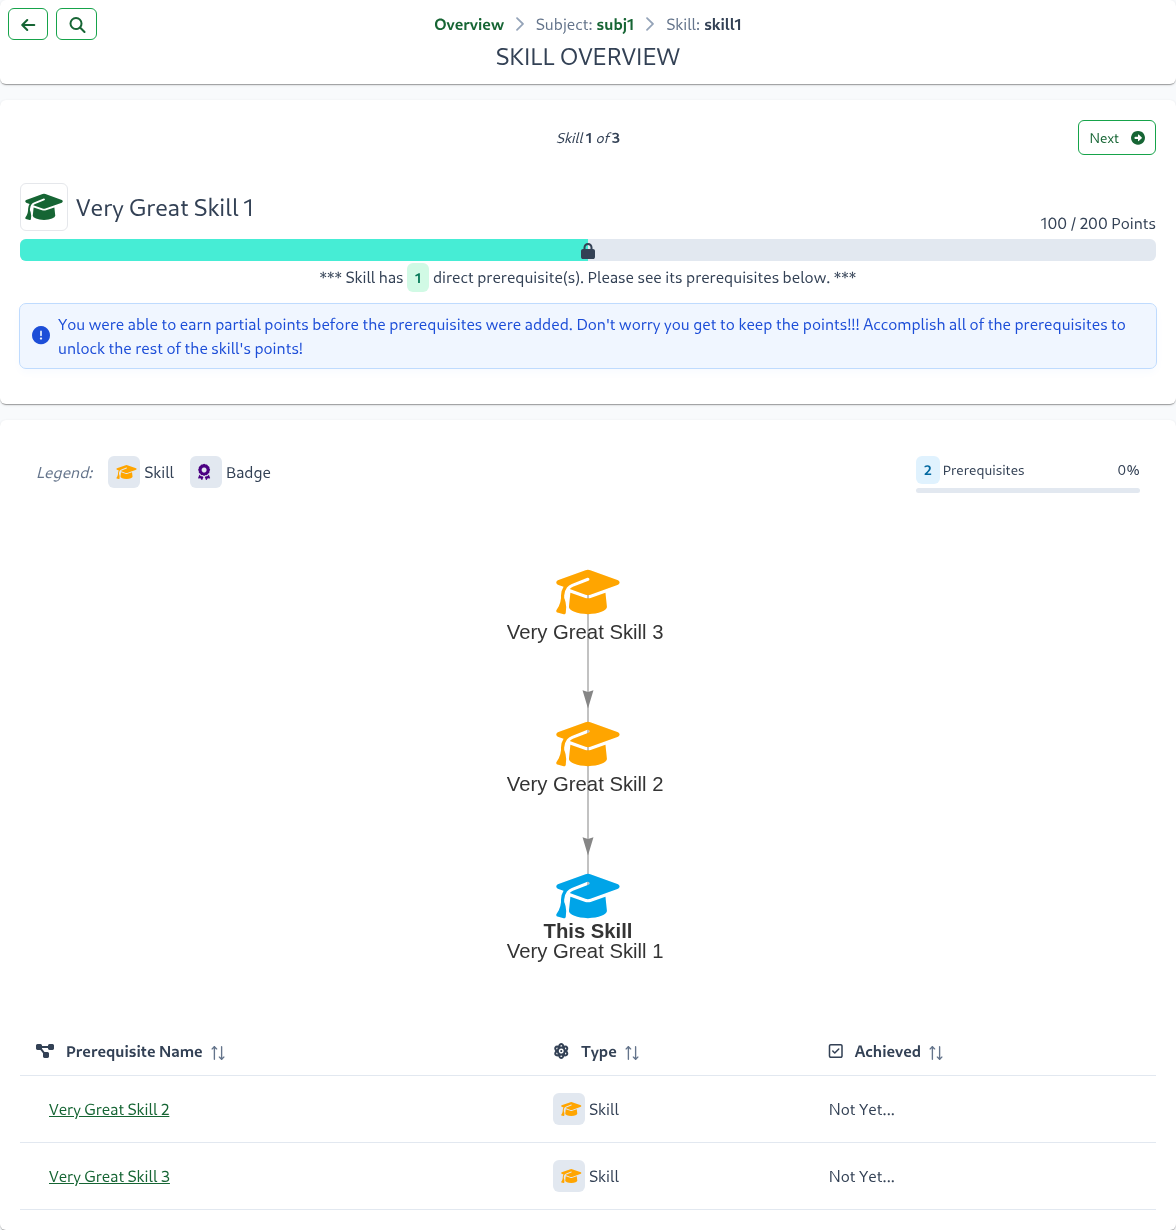 Overview > Subject: subj1 > Skill: skill1
SKILL OVERVIEW
Skill 1 of 3
Next
Very Great Skill 1
100 / 200 Points
*** Skill has 1 direct prerequisite(s). Please see its prerequisites below. ***
You were able to earn partial points before the prerequisites were added. Don't worry you get to keep the points!!! Accomplish all of the prerequisites to
unlock the rest of the skill's points!
Legend: Skill Badge
2 Prerequisites 0%
Very Great Skill 3
Very Great Skill 2
This Skill
Very Great Skill 1
Prerequisite Name Type Achieved
Very Great Skill 2 Skill Not Yet...
Very Great Skill 3 Skill Not Yet...